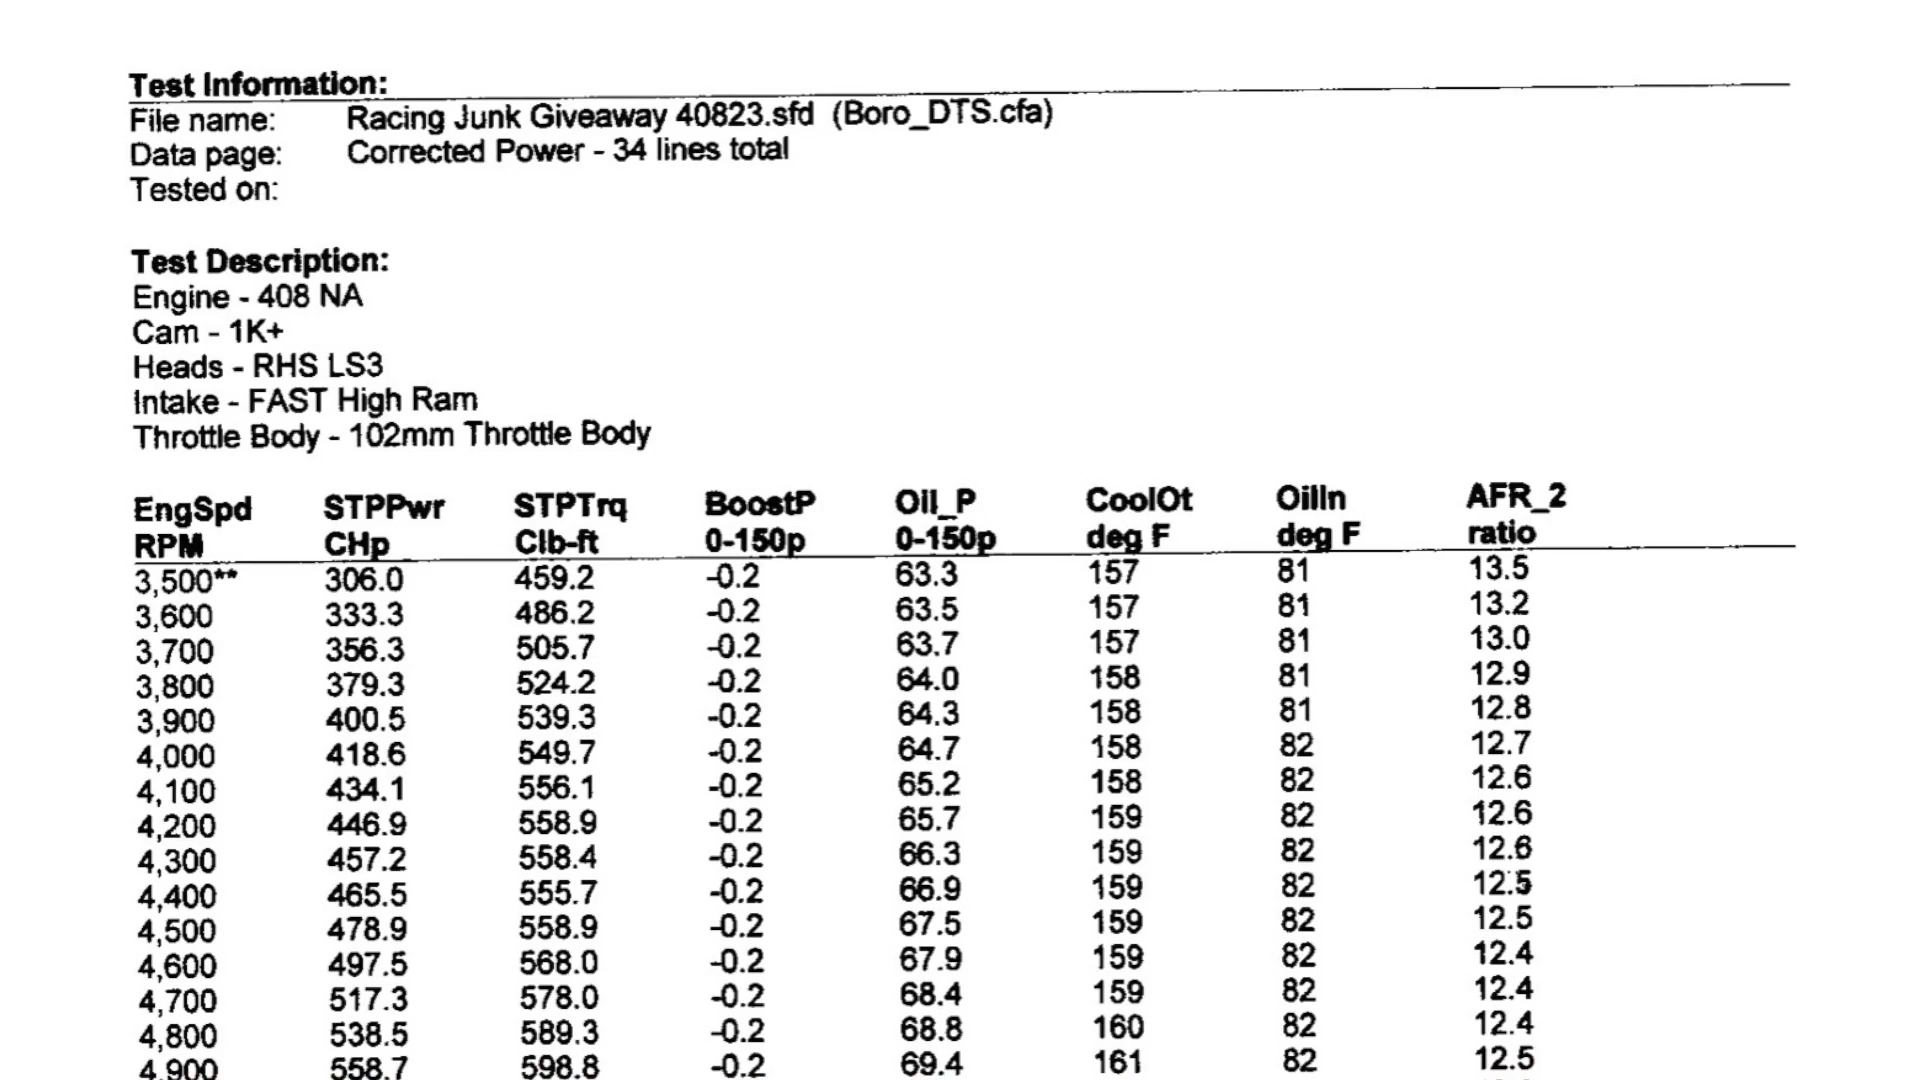 Test Information:
File name: Racing Junk Giveaway 40823.sfd (Boro_DTS.cfa)
Data page: Corrected Power - 34 lines total
Tested on:
Test Description:
Engine - 408 NA
Cam - 1K+
Heads - RHS LS3
Intake - FAST High Ram
Throttle Body - 102mm Throttle Body
EngSpd STPPwr STPTrq BoostP Oil_P CoolOt OilIn AFR_2
RPM CHp Clb-ft 0-150p 0-150p deg F deg F ratio
3,500** 306.0 459.2 -0.2 63.3 157 81 13.5
3,600 333.3 486.2 -0.2 63.5 157 81 13.2
3,700 356.3 505.7 -0.2 63.7 157 81 13.0
3,800 379.3 524.2 -0.2 64.0 158 81 12.9
3,900 400.5 539.3 -0.2 64.3 158 81 12.8
4,000 418.6 549.7 -0.2 64.7 158 82 12.7
4,100 434.1 556.1 -0.2 65.2 158 82 12.6
4,200 446.9 558.9 -0.2 65.7 159 82 12.6
4,300 457.2 558.4 -0.2 66.3 159 82 12.6
4,400 465.5 555.7 -0.2 66.9 159 82 12.5
4,500 478.9 558.9 -0.2 67.5 159 82 12.5
4,600 497.5 568.0 -0.2 67.9 159 82 12.4
4,700 517.3 578.0 -0.2 68.4 159 82 12.4
4,800 538.5 589.3 -0.2 68.8 160 82 12.4
4,900 558.7 598.8 -0.2 69.4 161 82 12.5